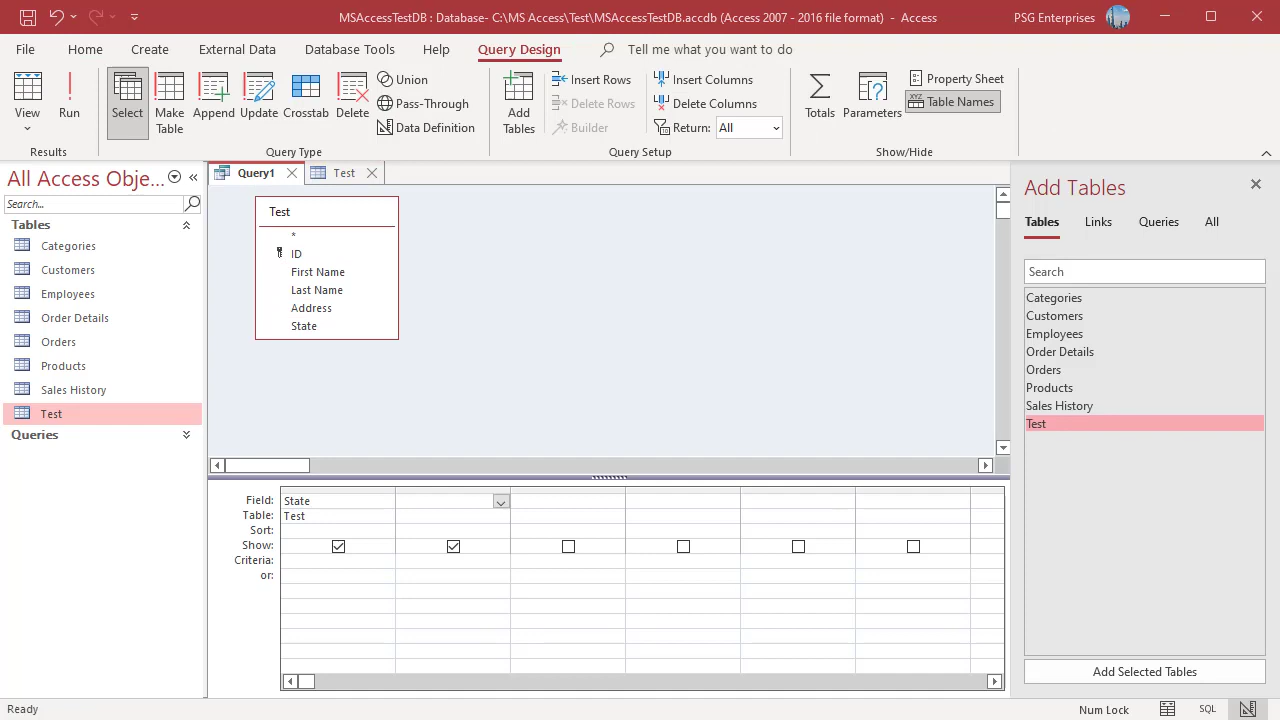 MSAccessTestDB : Database- C:\MS Access\Test\MSAccessTestDB.accdb (Access 2007 - 2016 file format) - Access
PSG Enterprises
File Home Create External Data Database Tools Help Query Design Tell me what you want to do
View
Run
Results
Select
Make Table
Append
Update
Crosstab
Delete
Union
Pass-Through
Data Definition
Query Type
Add Tables
Insert Rows
Delete Rows
Builder
Insert Columns
Delete Columns
Return: All
Query Setup
Totals
Parameters
Property Sheet
XYZ Table Names
Show/Hide
All Access Obje...
Search...
Tables
Categories
Customers
Employees
Order Details
Orders
Products
Sales History
Test
Queries
Query1
Test
Test
*
ID
First Name
Last Name
Address
State
Field: State
Table: Test
Sort:
Show:
Criteria:
or:
Add Tables
Tables Links Queries All
Search
Categories
Customers
Employees
Order Details
Orders
Products
Sales History
Test
Add Selected Tables
Ready
Num Lock
SQL